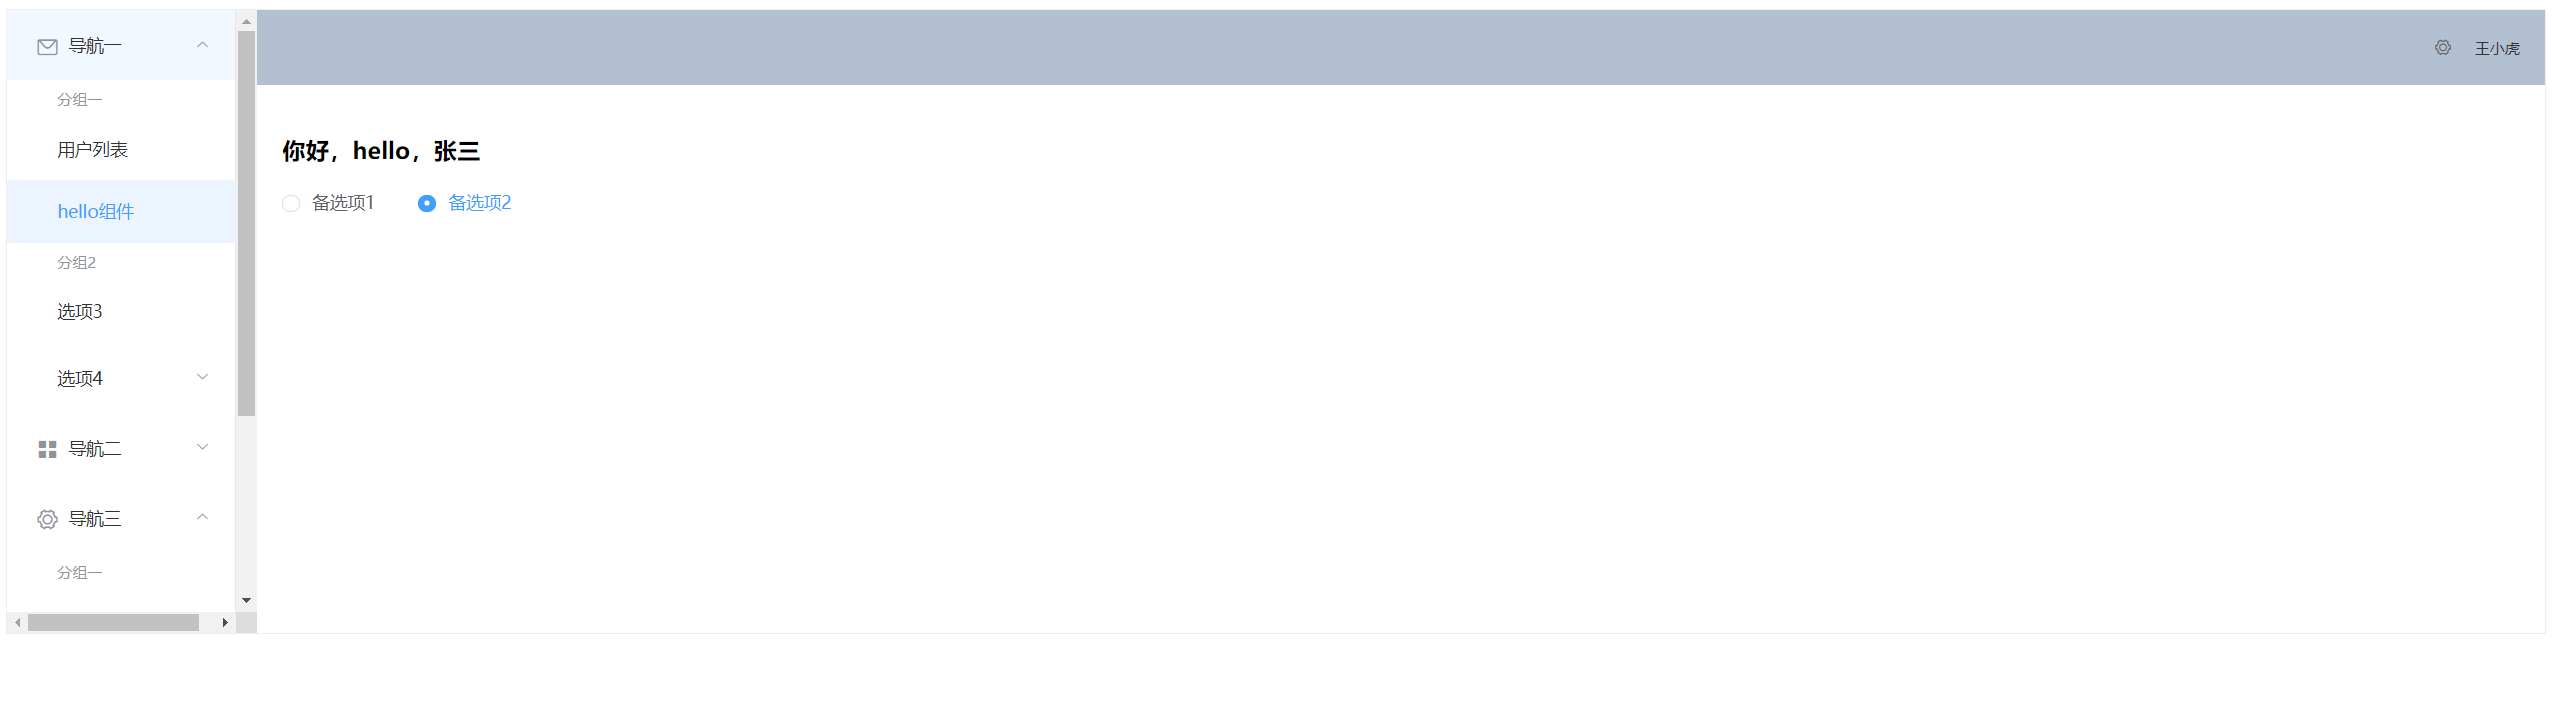 导航一
分组一
用户列表
hello组件
分组2
选项3
选项4
导航二
导航三
分组一
王小虎
你好，hello，张三
备选项1 备选项2